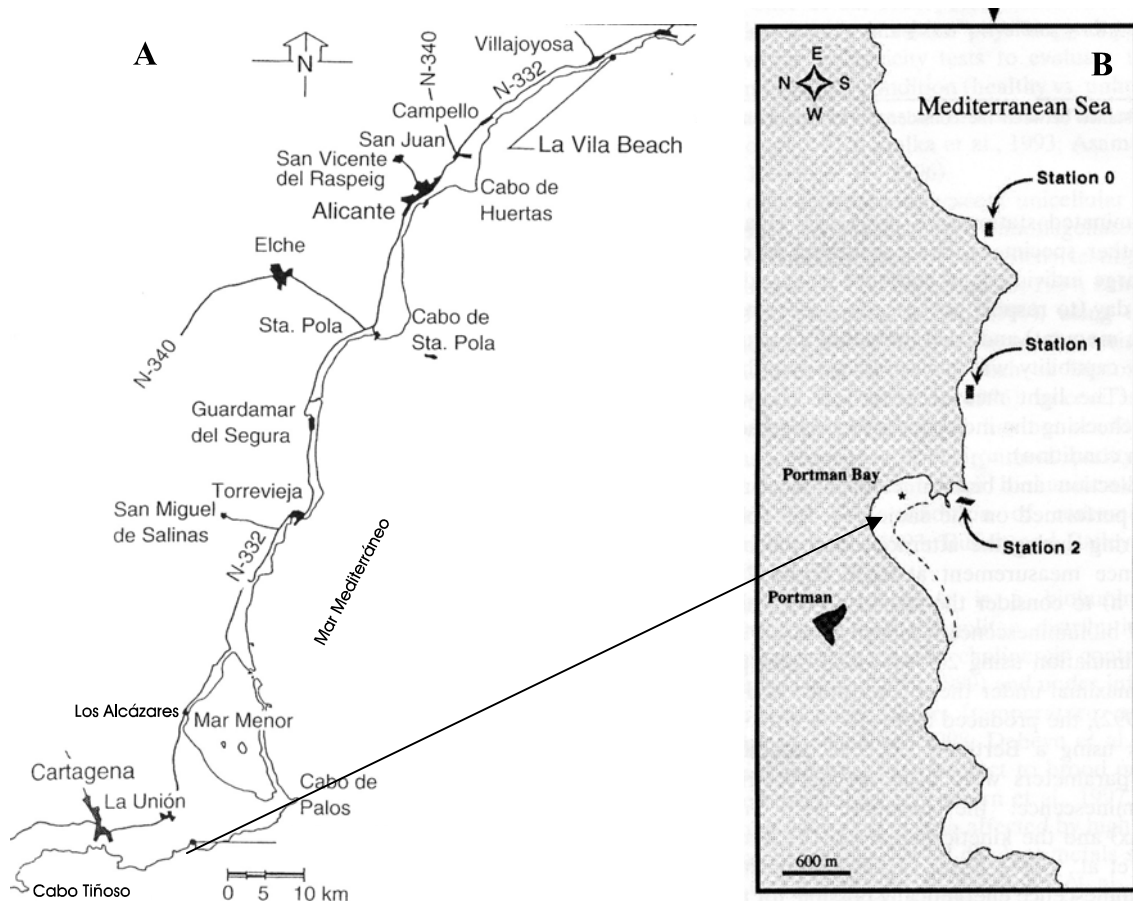 A
N
Villajoyosa
N-340
N-332
Campello
San Juan
San Vicente
del Raspeig
La Vila Beach
Alicante
Cabo de
Huertas
Elche
Sta. Pola
Cabo de
Sta. Pola
N-340
Guardamar
del Segura
Torrevieja
San Miguel
de Salinas
N-332
Mar Mediterráneo
Los Alcázares
Mar Menor
Cartagena
La Unión
Cabo de
Palos
Cabo Tiñoso
0 5 10 km
B
E
N S
W
Mediterranean Sea
Station 0
Station 1
Portman Bay
*
Station 2
Portman
600 m